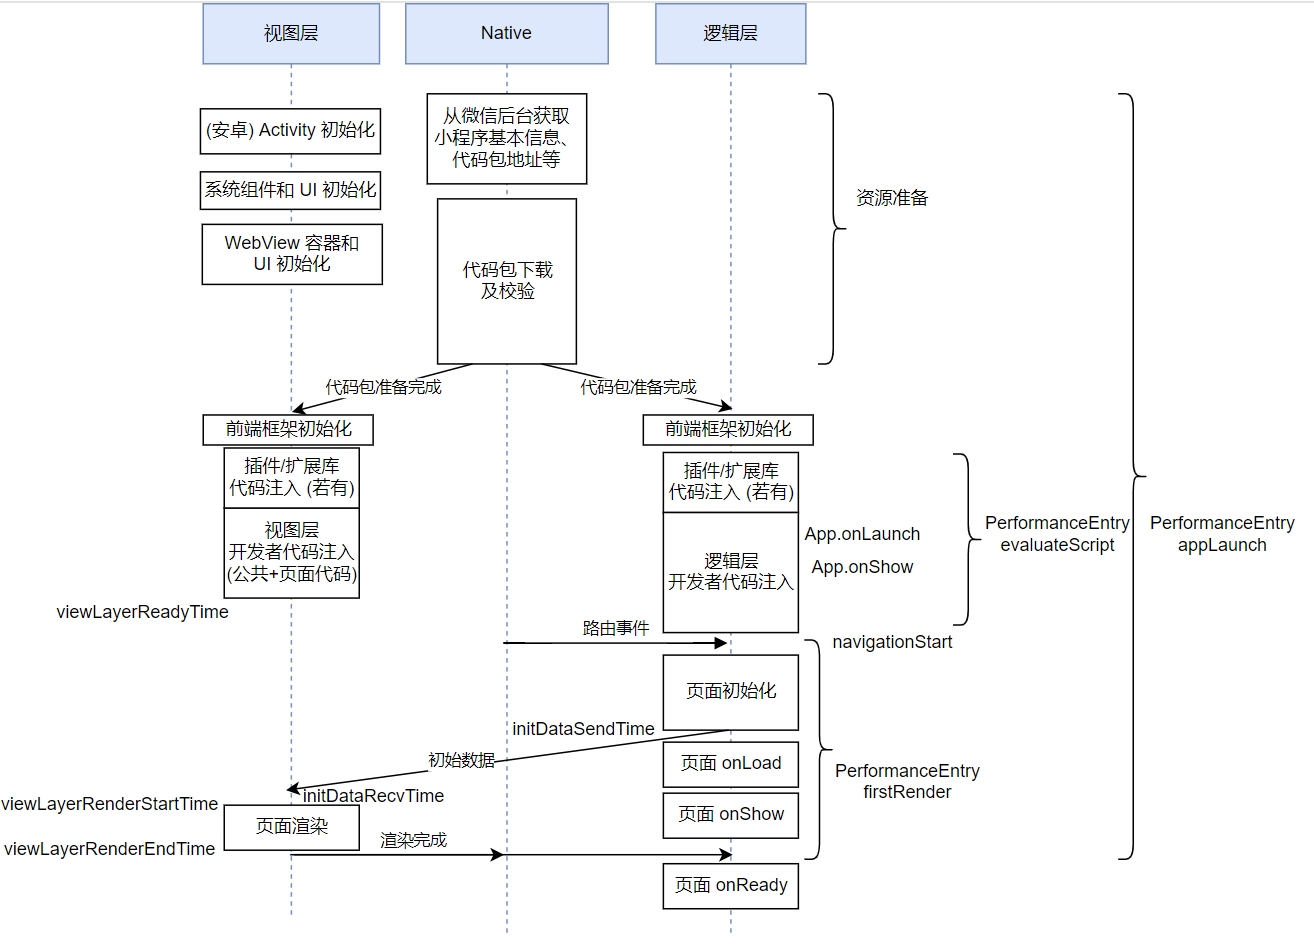 视图层
Native
逻辑层
(安卓) Activity 初始化
系统组件和 UI 初始化
WebView 容器和
UI 初始化
从微信后台获取
小程序基本信息、
代码包地址等
代码包下载
及校验
资源准备
代码包准备完成
代码包准备完成
前端框架初始化
前端框架初始化
插件/扩展库
代码注入 (若有)
视图层
开发者代码注入
(公共+页面代码)
插件/扩展库
代码注入 (若有)
逻辑层
开发者代码注入
App.onLaunch
App.onShow
PerformanceEntry
evaluateScript
PerformanceEntry
appLaunch
viewLayerReadyTime
路由事件
navigationStart
页面初始化
initDataSendTime
初始数据
页面 onLoad
PerformanceEntry
firstRender
initDataRecvTime
viewLayerRenderStartTime
页面渲染
页面 onShow
viewLayerRenderEndTime
渲染完成
页面 onReady